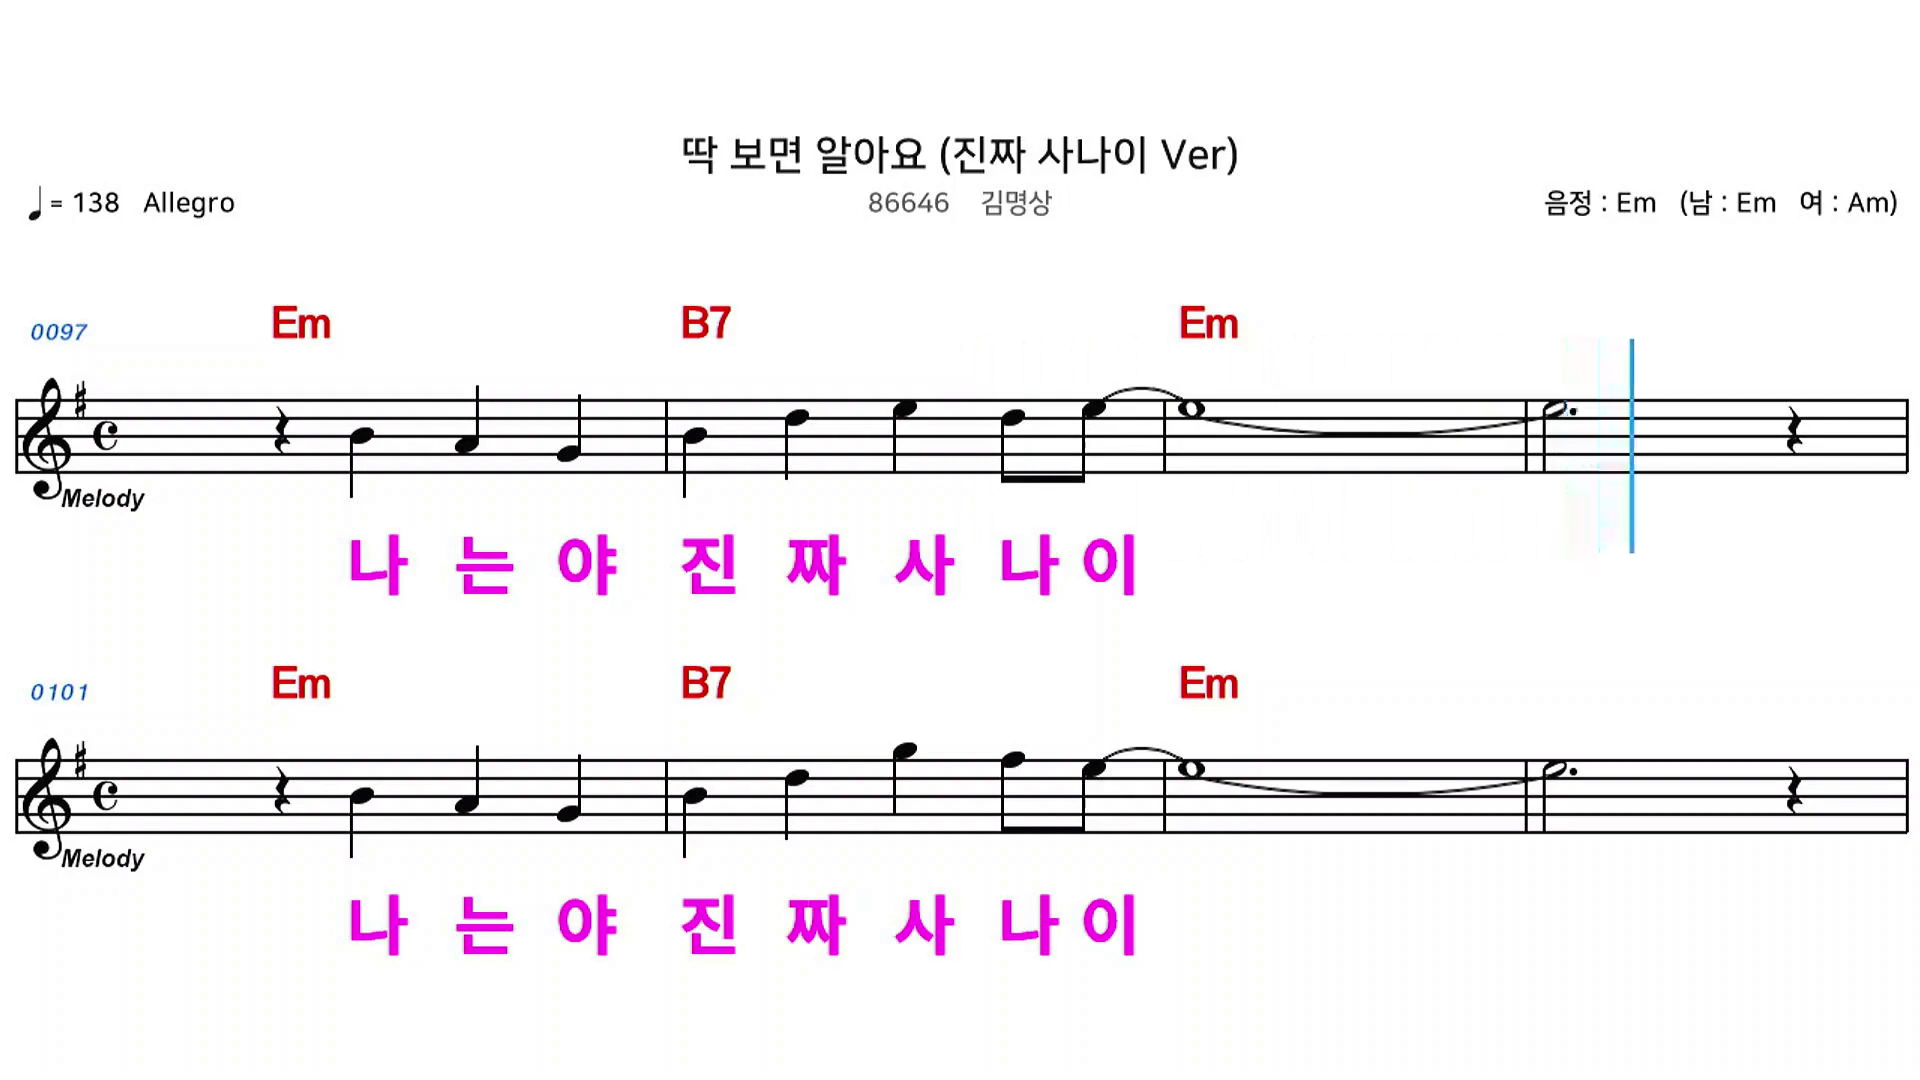 딱 보면 알아요 (진짜 사나이 Ver)
♩= 138 Allegro 86646 김명상 음정 : Em (남 : Em 여 : Am)
0097 Em B7 Em
Melody
나 는 야 진 짜 사 나 이
0101 Em B7 Em
Melody
나 는 야 진 짜 사 나 이